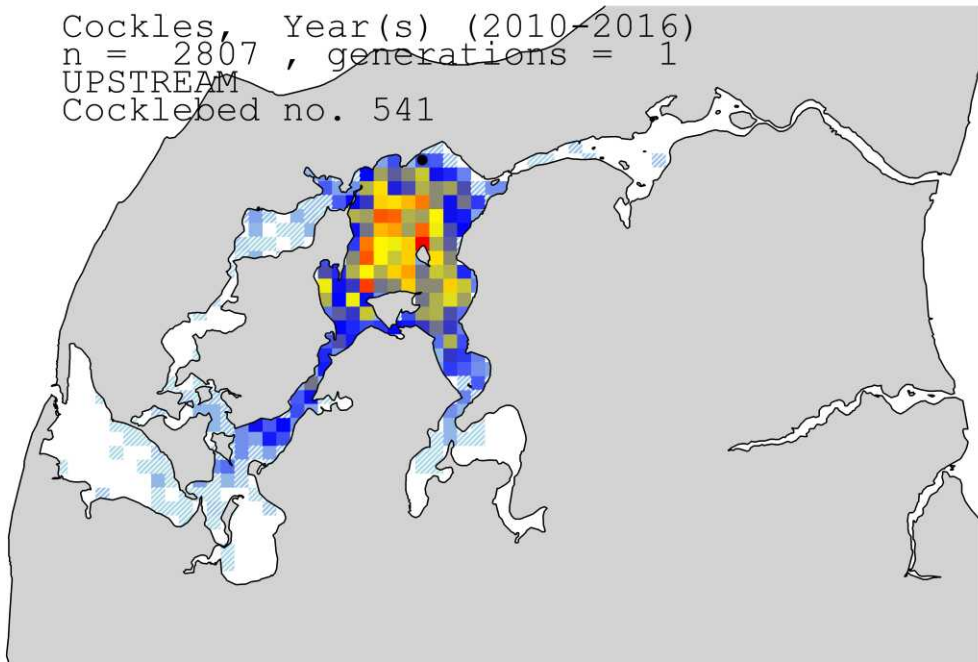 Cockles, Year(s) (2010-2016)
n = 2807 , generations = 1
UPSTREAM
Cocklebed no. 541